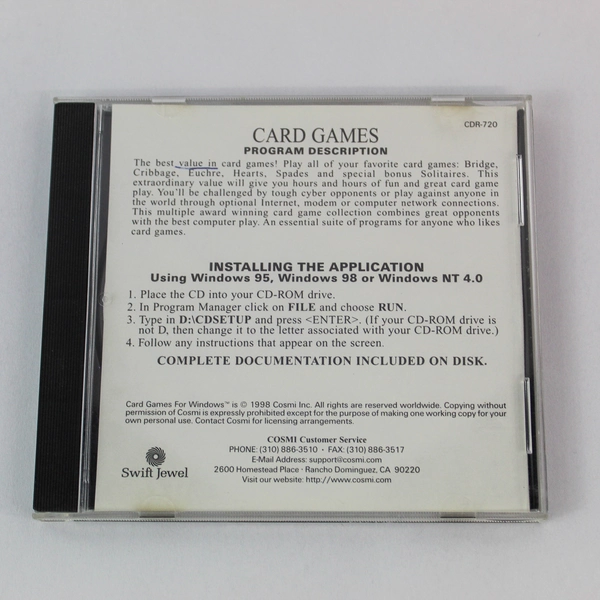 CDR-720
CARD GAMES
PROGRAM DESCRIPTION
The best value in card games! Play all of your favorite card games: Bridge,
Cribbage, Euchre, Hearts, Spades and special bonus Solitaires. This
extraordinary value will give you hours and hours of fun and great card game
play. You'll be challenged by tough cyber opponents or play against anyone in
the world through optional Internet, modem or computer network connections.
This multiple award winning card game collection combines great opponents
with the best computer play. An essential suite of programs for anyone who likes
card games.
INSTALLING THE APPLICATION
Using Windows 95, Windows 98 or Windows NT 4.0
1. Place the CD into your CD-ROM drive.
2. In Program Manager click on FILE and choose RUN.
3. Type in D:\CDSETUP and press <ENTER>. (If your CD-ROM drive is
not D, then change it to the letter associated with your CD-ROM drive.)
4. Follow any instructions that appear on the screen.
COMPLETE DOCUMENTATION INCLUDED ON DISK.
Card Games For Windows™ is © 1998 Cosmi Inc. All rights are reserved worldwide. Copying without
permission of Cosmi is expressly prohibited except for the purpose of making one working copy for your
own personal use. Contact Cosmi for licensing arrangements.
COSMI Customer Service
PHONE: (310) 886-3510 · FAX: (310) 886-3517
E-Mail Address: support@cosmi.com
2600 Homestead Place · Rancho Dominguez, CA 90220
Visit our website: http://www.cosmi.com
Swift Jewel